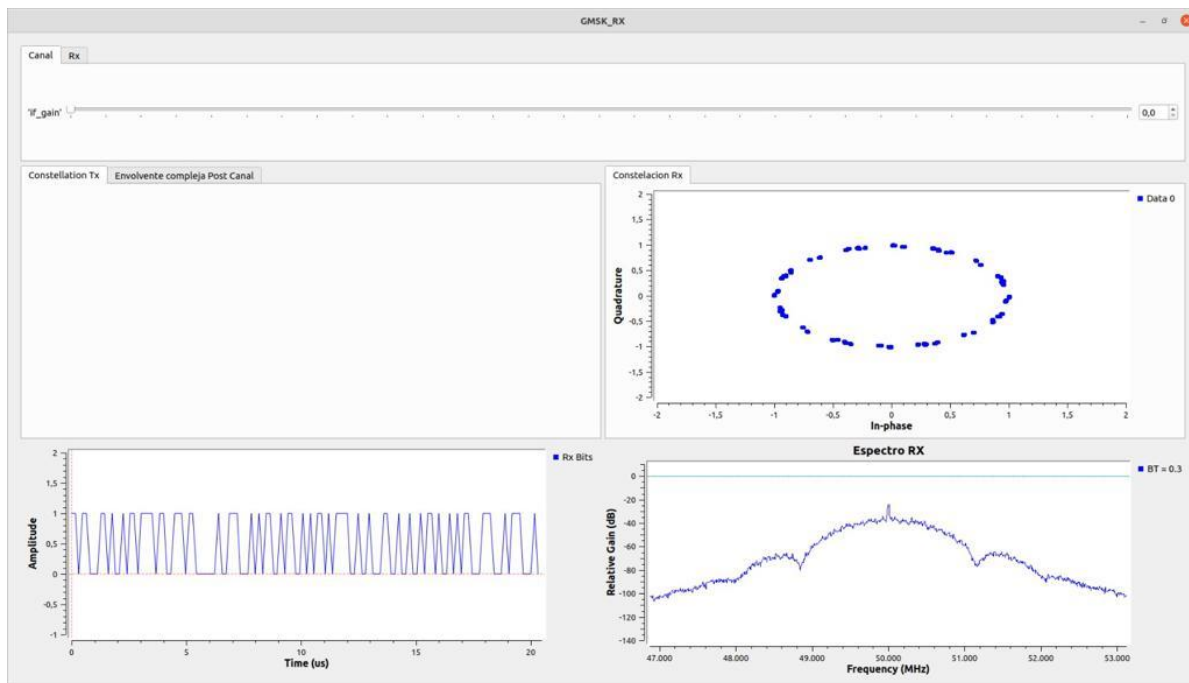 GMSK_RX
Canal Rx
'if_gain' 0,0
Constellation Tx Envolvente compleja Post Canal
Constelacion Rx
2
1,5
1
0,5
0
-0,5
-1
-1,5
-2
Quadrature
-2 -1,5 -1 -0,5 0 0,5 1 1,5 2
In-phase
Data 0
2
1,5
1
0,5
0
-0,5
-1
Amplitude
0 5 10 15 20
Time (us)
Rx Bits
Espectro RX
0
-20
-40
-60
-80
-100
-120
-140
Relative Gain (dB)
47.000 48.000 49.000 50.000 51.000 52.000 53.000
Frequency (MHz)
BT = 0.3